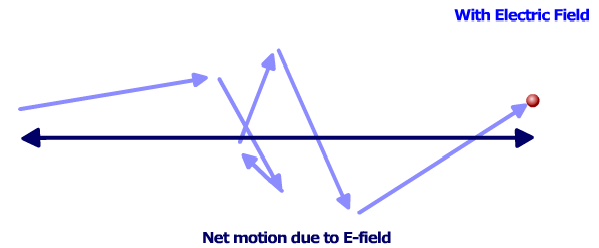 With Electric Field
Net motion due to E-field